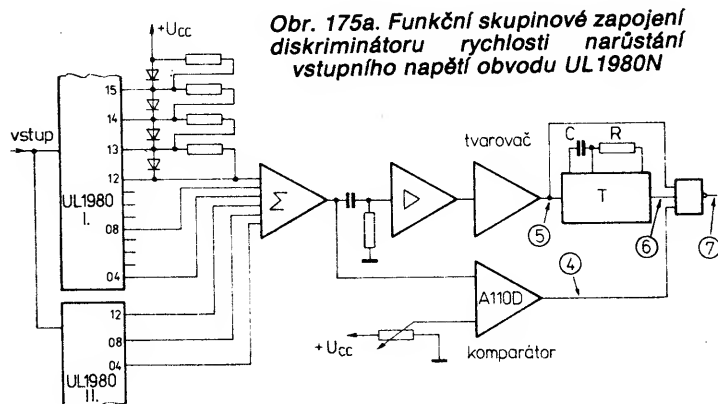 Obr. 175a. Funkční skupinové zapojení
diskriminátoru rychlosti narůstání
vstupního napětí obvodu UL1980N
+Ucc
15
14
13
12
vstup
UL1980
I.
08
04
Σ
▷
tvarovač
C
R
T
5
6
7
4
12
08
04
UL1980
II.
A110D
+Ucc
komparátor